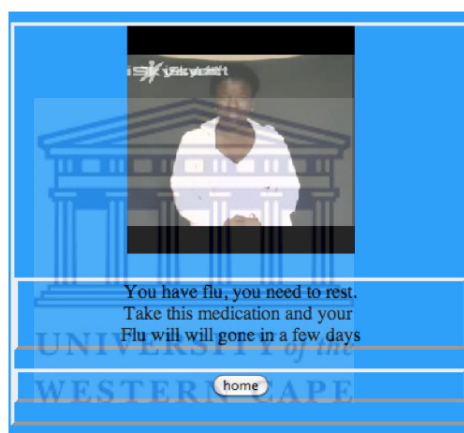 You have flu, you need to rest.
Take this medication and your
Flu will will gone in a few days
UNIVERSITY of the
WESTERN CAPE
home